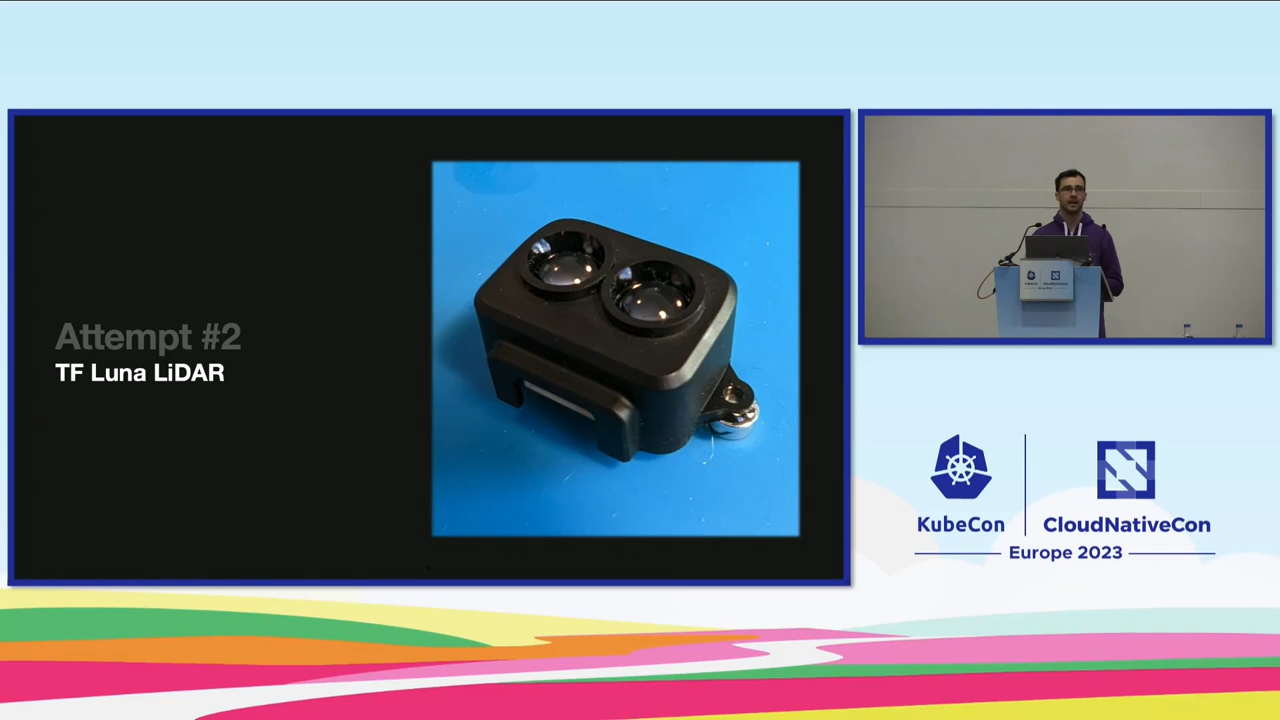 Attempt #2
TF Luna LiDAR
KubeCon
CloudNativeCon
Europe 2023